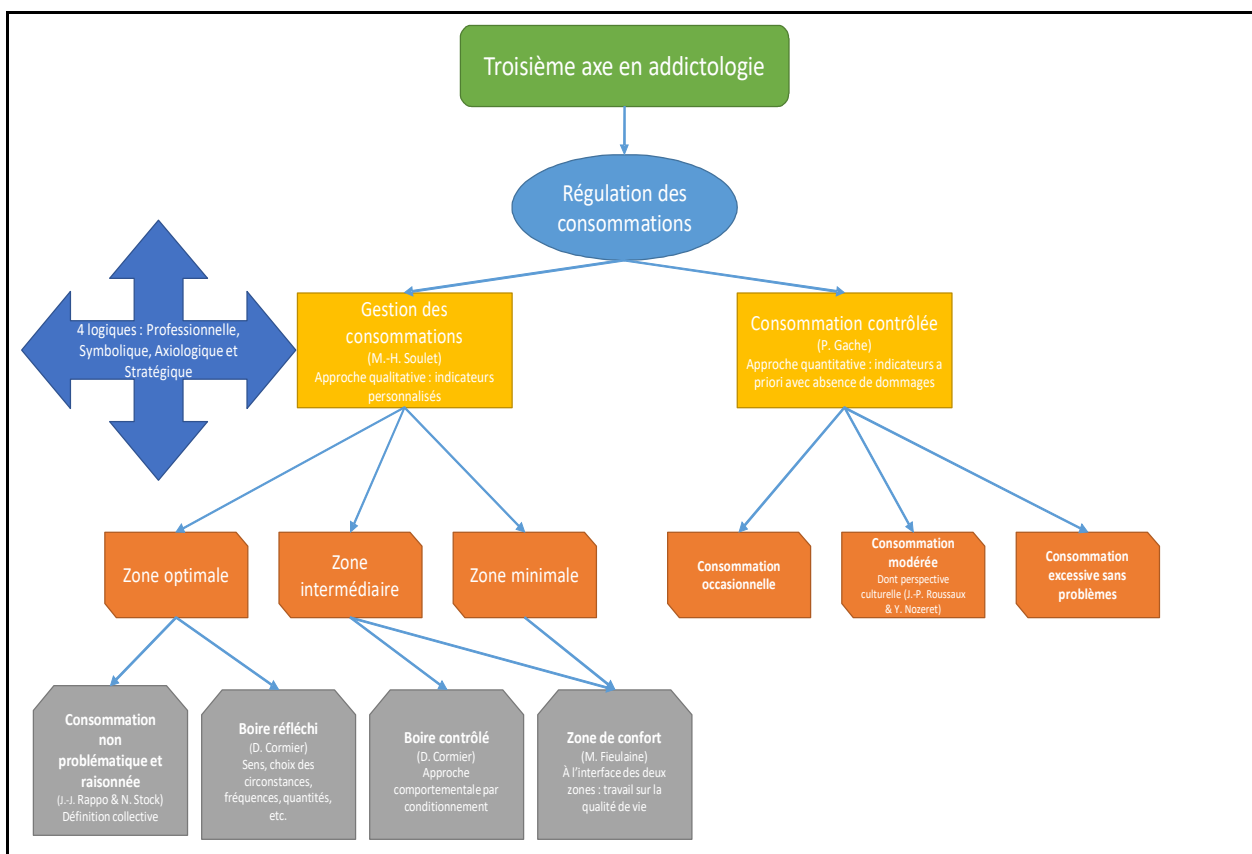 Troisième axe en addictologie
Régulation des
consommations
4 logiques : Professionnelle,
Symbolique, Axiologique et
Stratégique
Gestion des
consommations
(M.-H. Soulet)
Approche qualitative : indicateurs
personnalisés
Consommation contrôlée
(P. Gache)
Approche quantitative : indicateurs a
priori avec absence de dommages
Zone optimale
Zone
intermédiaire
Zone minimale
Consommation
occasionnelle
Consommation
modérée
Dont perspective
culturelle (J.-P. Roussaux
& Y. Nozeret)
Consommation
excessive sans
problèmes
Consommation
non
problématique et
raisonnée
(J.-J. Rappo & N. Stock)
Définition collective
Boire réfléchi
(D. Cormier)
Sens, choix des
circonstances,
fréquences, quantités,
etc.
Boire contrôlé
(D. Cormier)
Approche
comportementale par
conditionnement
Zone de confort
(M. Fieulaine)
À l'interface des deux
zones : travail sur la
qualité de vie